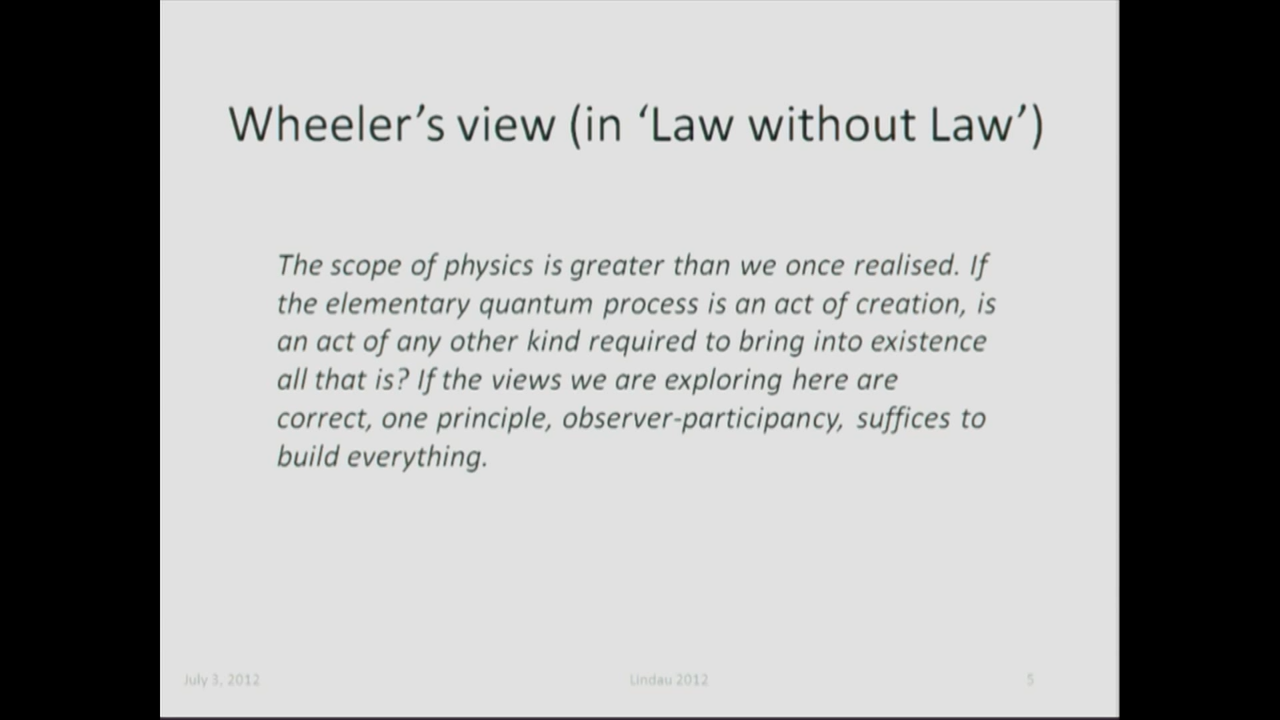 Wheeler’s view (in ‘Law without Law’)
The scope of physics is greater than we once realised. If
the elementary quantum process is an act of creation, is
an act of any other kind required to bring into existence
all that is? If the views we are exploring here are
correct, one principle, observer-participancy, suffices to
build everything.
July 3, 2012
Lindau 2012
5